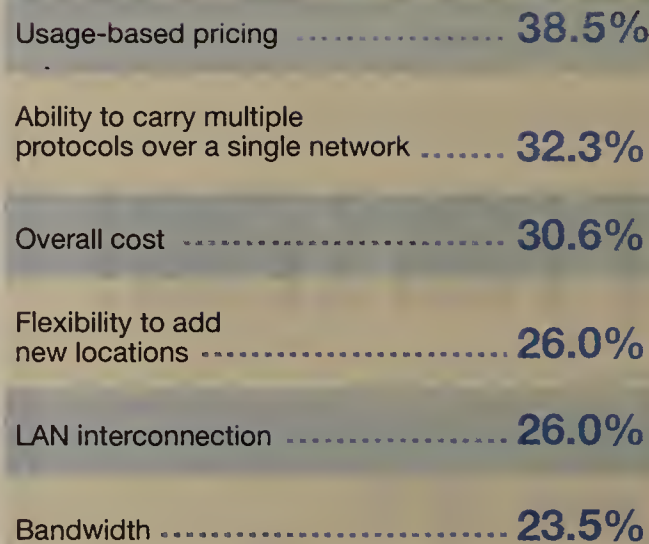 Usage-based pricing ................. 38.5%
Ability to carry multiple
protocols over a single network ....... 32.3%
Overall cost .......................... 30.6%
Flexibility to add
new locations ........................ 26.0%
LAN interconnection ................. 26.0%
Bandwidth ............................ 23.5%